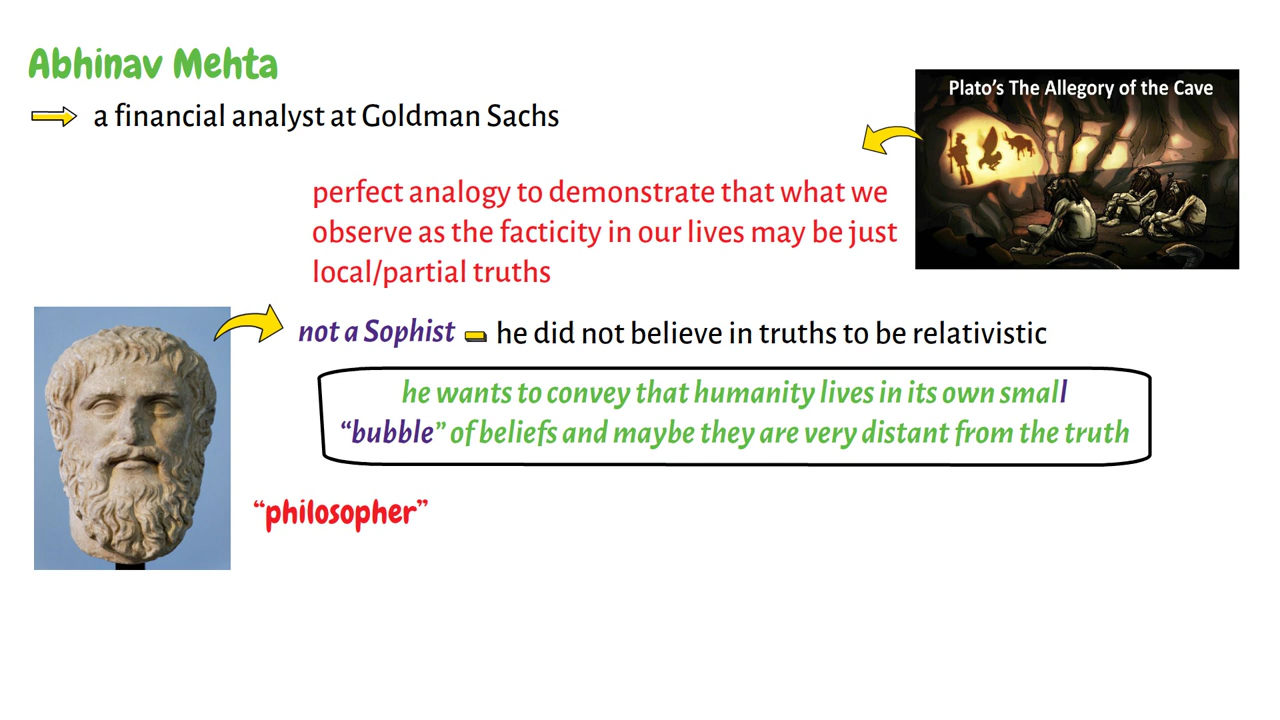 Abhinav Mehta
a financial analyst at Goldman Sachs
Plato's The Allegory of the Cave
perfect analogy to demonstrate that what we
observe as the facticity in our lives may be just
local/partial truths
not a Sophist he did not believe in truths to be relativistic
he wants to convey that humanity lives in its own small
“bubble” of beliefs and maybe they are very distant from the truth
“philosopher”